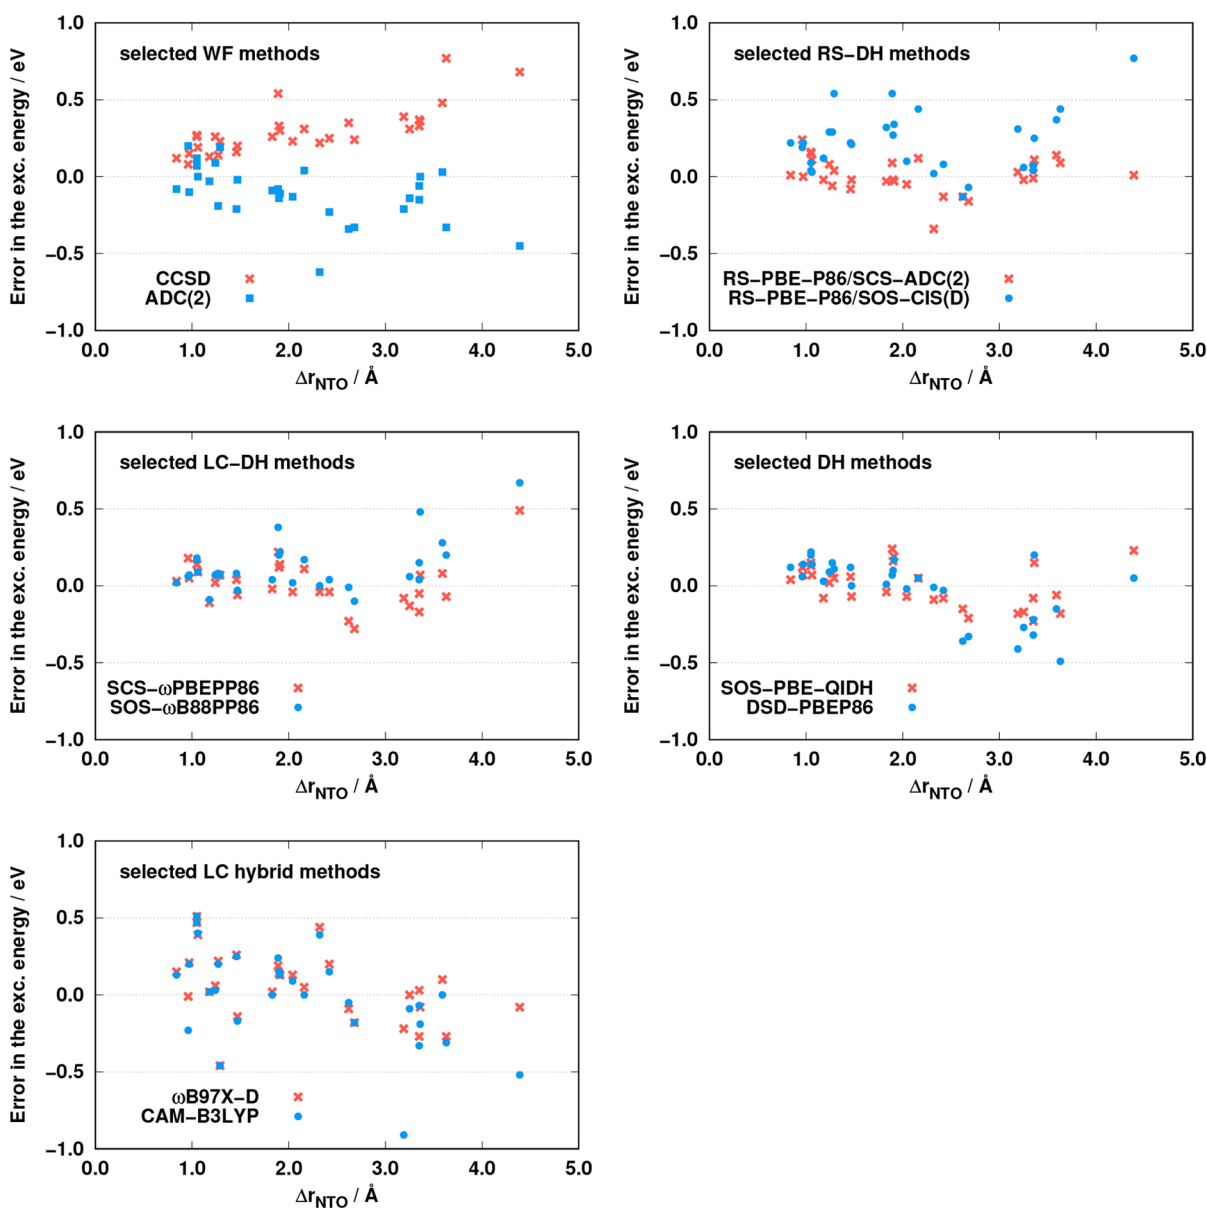 1.0
0.5
0.0
−0.5
−1.0
Error in the exc. energy / eV
selected WF methods
CCSD
ADC(2)
0.0 1.0 2.0 3.0 4.0 5.0
Δr_NTO / Å
1.0
0.5
0.0
−0.5
−1.0
Error in the exc. energy / eV
selected RS−DH methods
RS−PBE−P86/SCS−ADC(2)
RS−PBE−P86/SOS−CIS(D)
0.0 1.0 2.0 3.0 4.0 5.0
Δr_NTO / Å
1.0
0.5
0.0
−0.5
−1.0
Error in the exc. energy / eV
selected LC−DH methods
SCS−ωPBEPP86
SOS−ωB88PP86
0.0 1.0 2.0 3.0 4.0 5.0
Δr_NTO / Å
1.0
0.5
0.0
−0.5
−1.0
Error in the exc. energy / eV
selected DH methods
SOS−PBE−QIDH
DSD−PBEP86
0.0 1.0 2.0 3.0 4.0 5.0
Δr_NTO / Å
1.0
0.5
0.0
−0.5
−1.0
Error in the exc. energy / eV
selected LC hybrid methods
ωB97X−D
CAM−B3LYP
0.0 1.0 2.0 3.0 4.0 5.0
Δr_NTO / Å